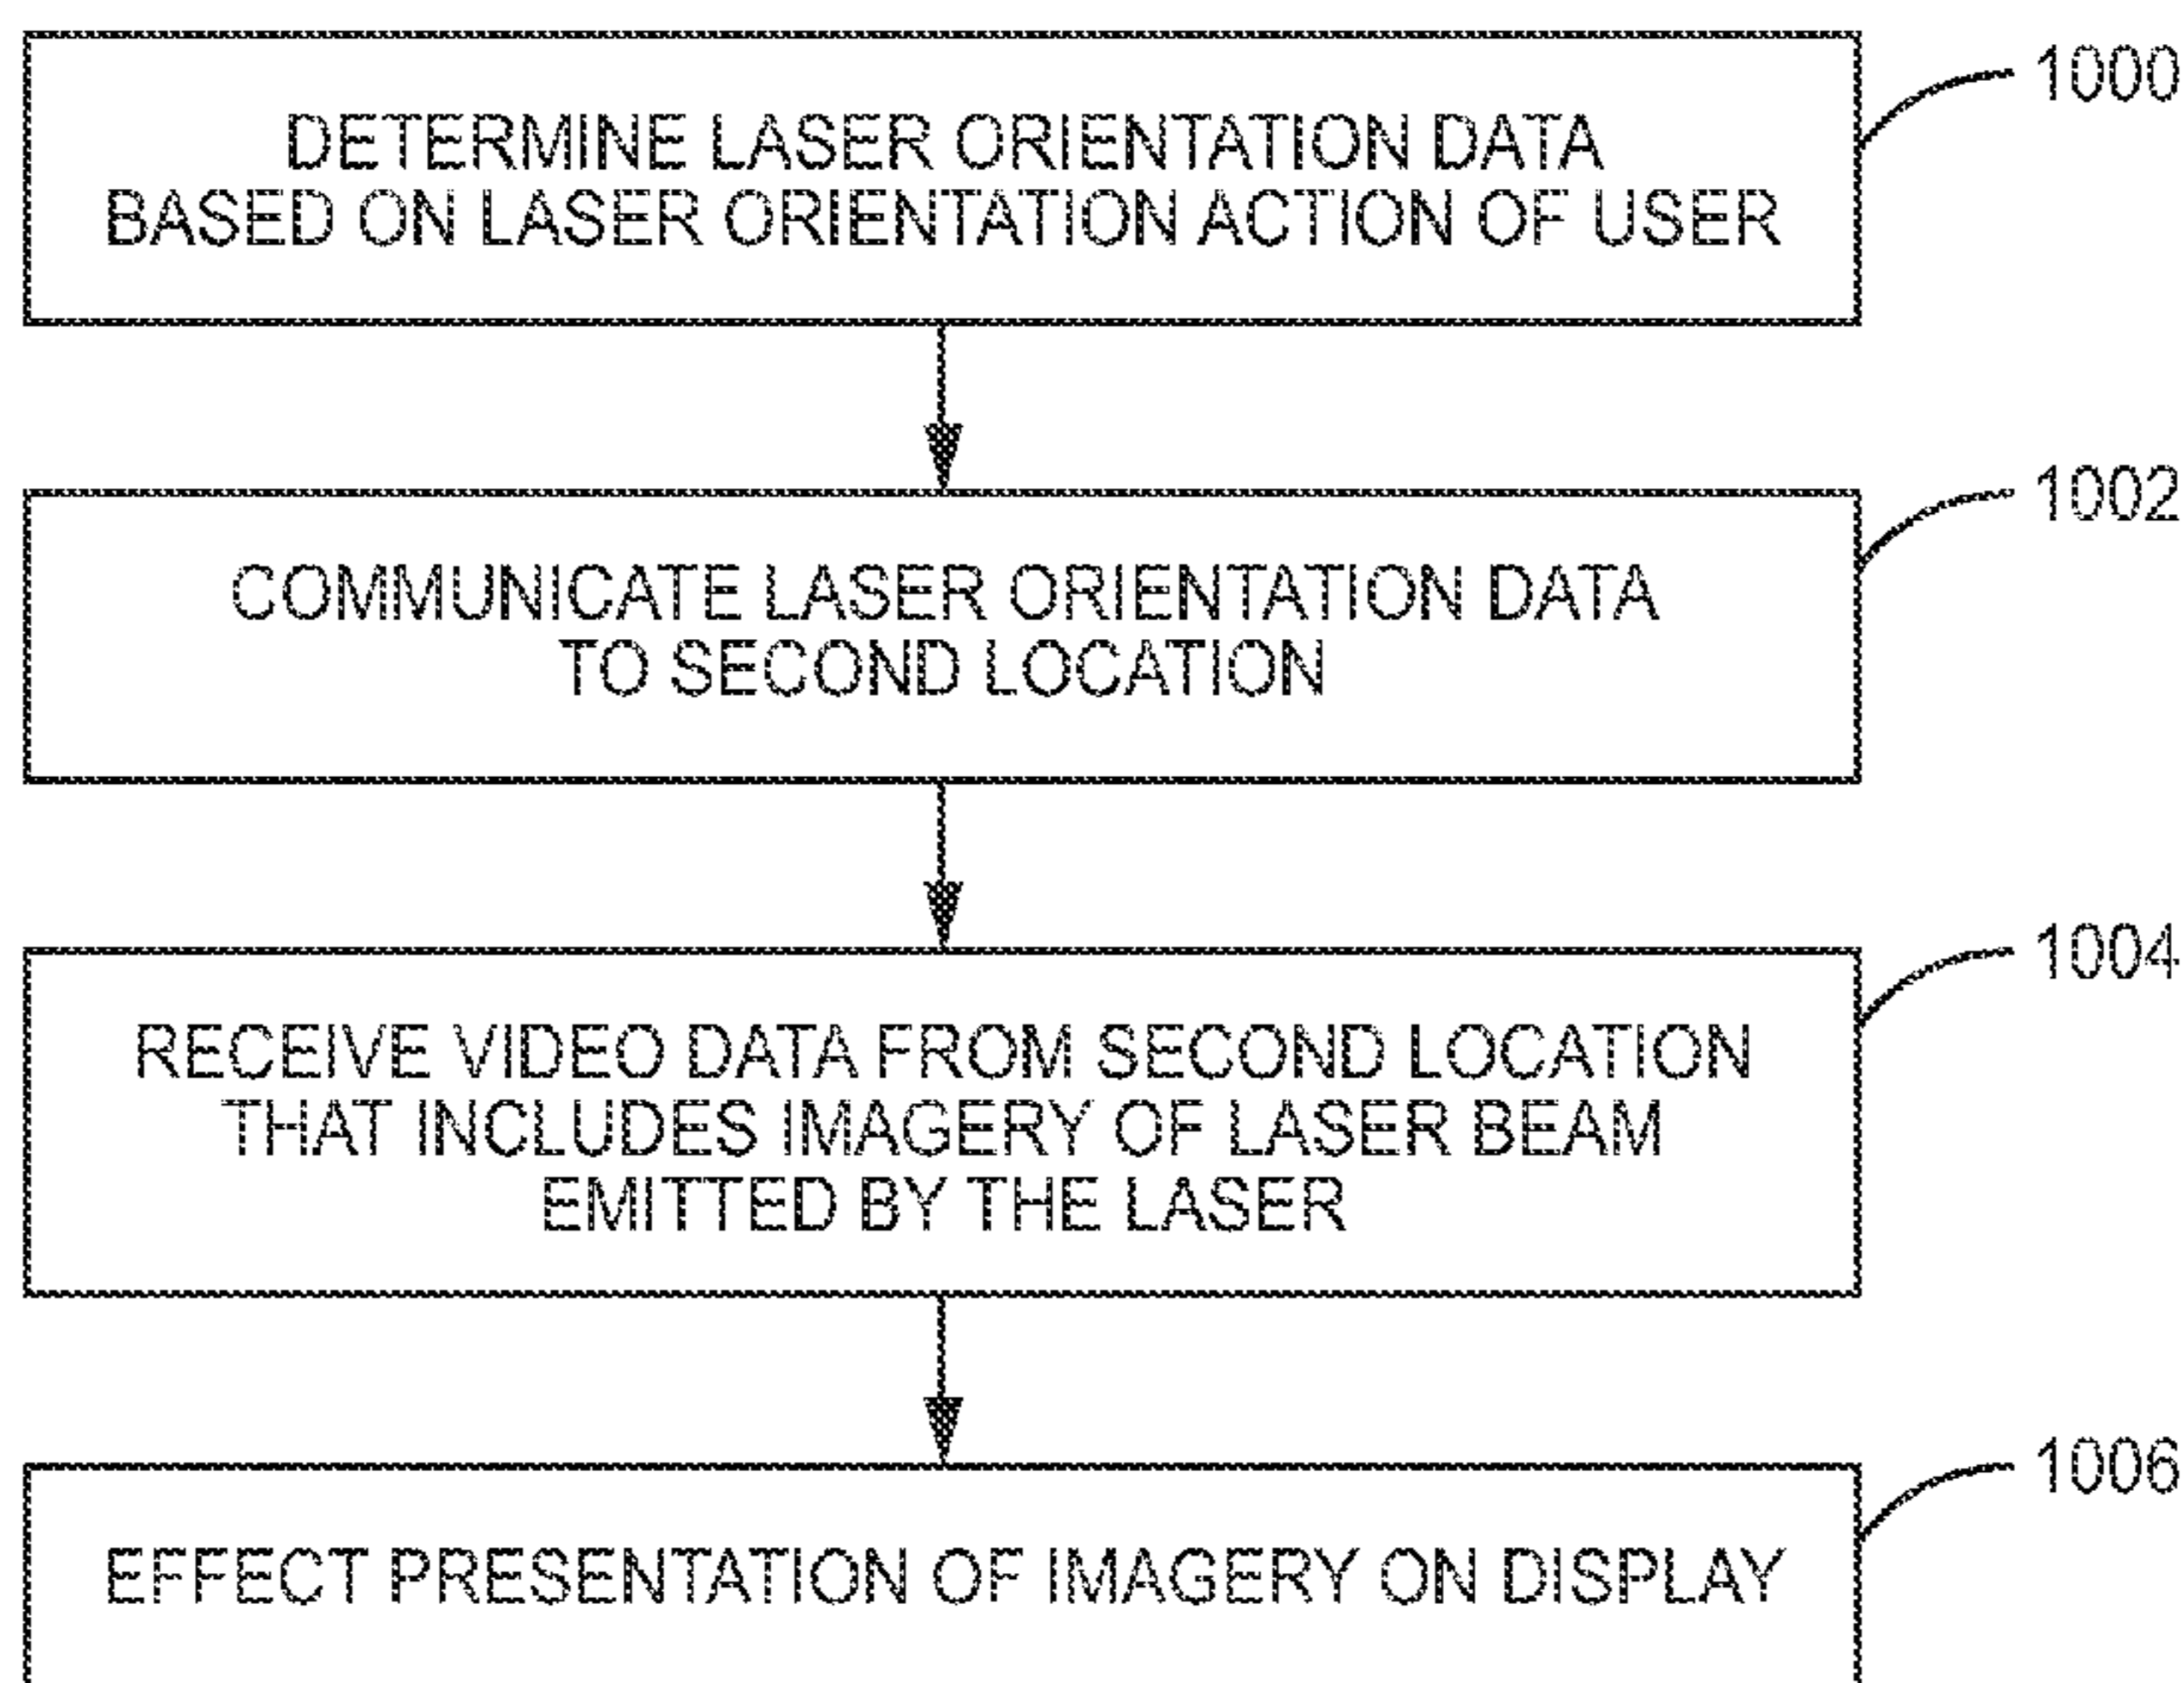 1000
DETERMINE LASER ORIENTATION DATA
BASED ON LASER ORIENTATION ACTION OF USER
1002
COMMUNICATE LASER ORIENTATION DATA
TO SECOND LOCATION
1004
RECEIVE VIDEO DATA FROM SECOND LOCATION
THAT INCLUDES IMAGERY OF LASER BEAM
EMITTED BY THE LASER
1006
EFFECT PRESENTATION OF IMAGERY ON DISPLAY